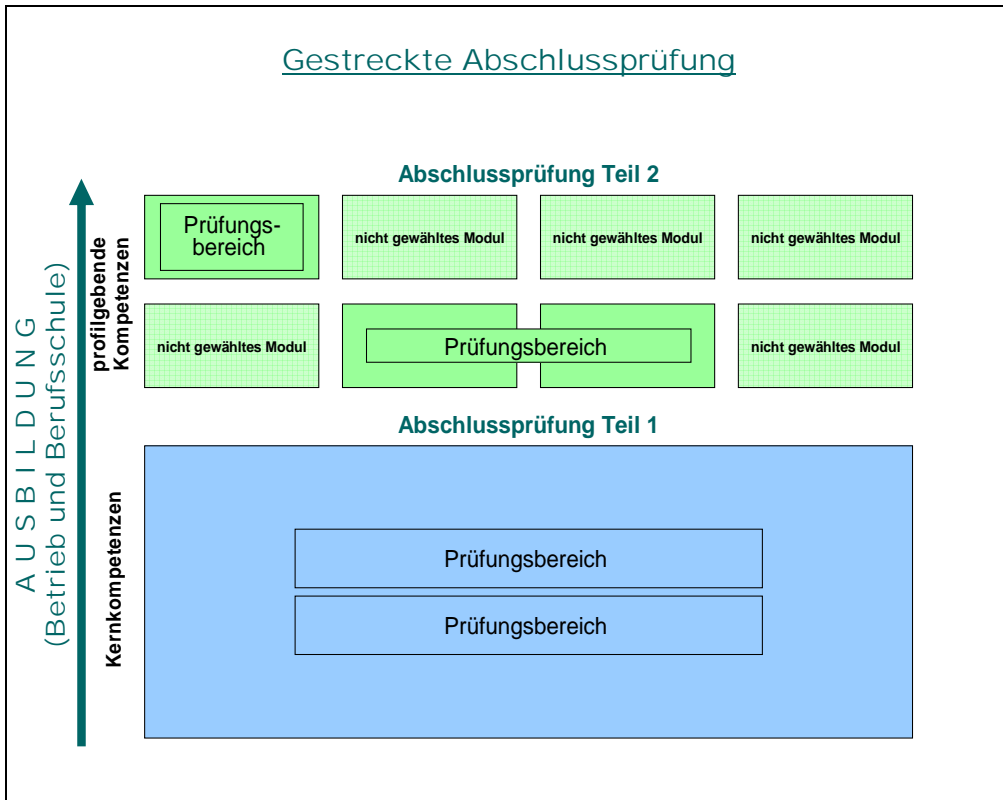 Gestreckte Abschlussprüfung
Abschlussprüfung Teil 2
Prüfungs-
bereich
nicht gewähltes Modul
nicht gewähltes Modul
nicht gewähltes Modul
nicht gewähltes Modul
Prüfungsbereich
nicht gewähltes Modul
Abschlussprüfung Teil 1
Prüfungsbereich
Prüfungsbereich
AUSBILDUNG
(Betrieb und Berufsschule)
profilgebende
Kompetenzen
Kernkompetenzen